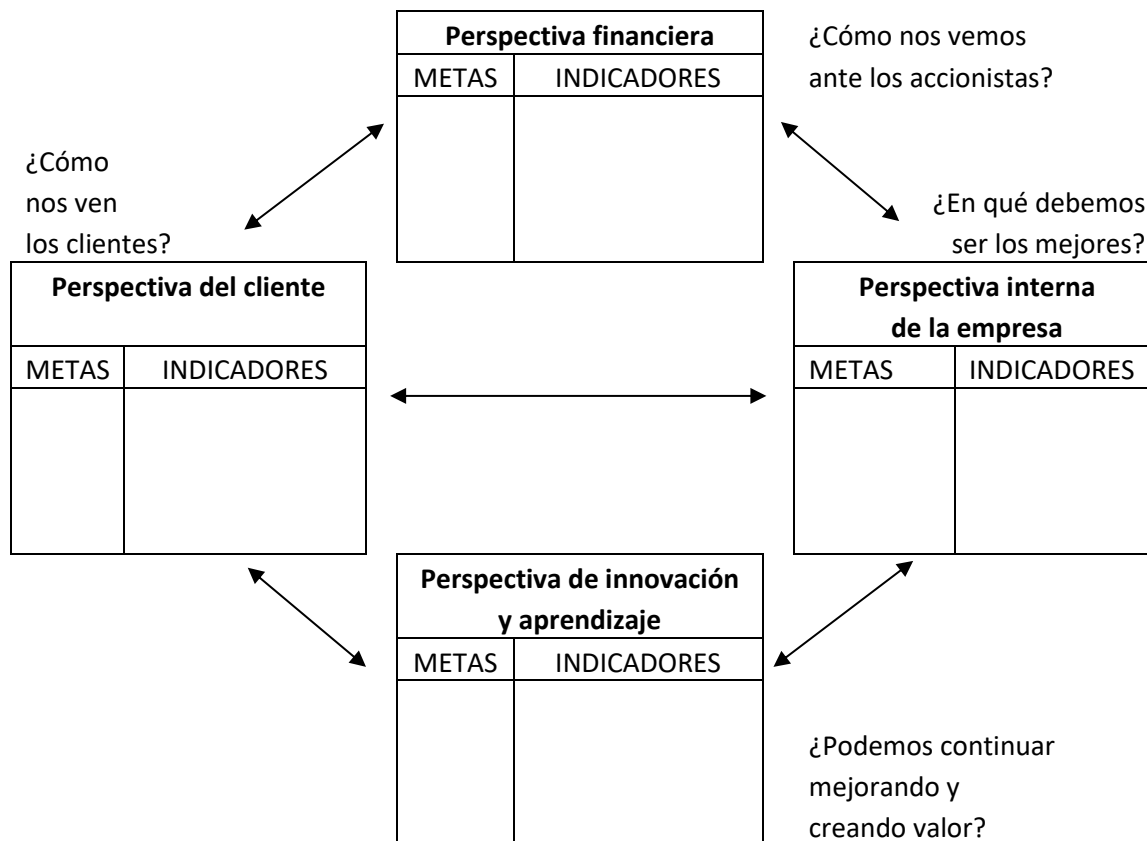 Perspectiva financiera
METAS INDICADORES
¿Cómo nos vemos
ante los accionistas?
¿Cómo
nos ven
los clientes?
¿En qué debemos
ser los mejores?
Perspectiva del cliente
METAS INDICADORES
Perspectiva interna
de la empresa
METAS INDICADORES
Perspectiva de innovación
y aprendizaje
METAS INDICADORES
¿Podemos continuar
mejorando y
creando valor?